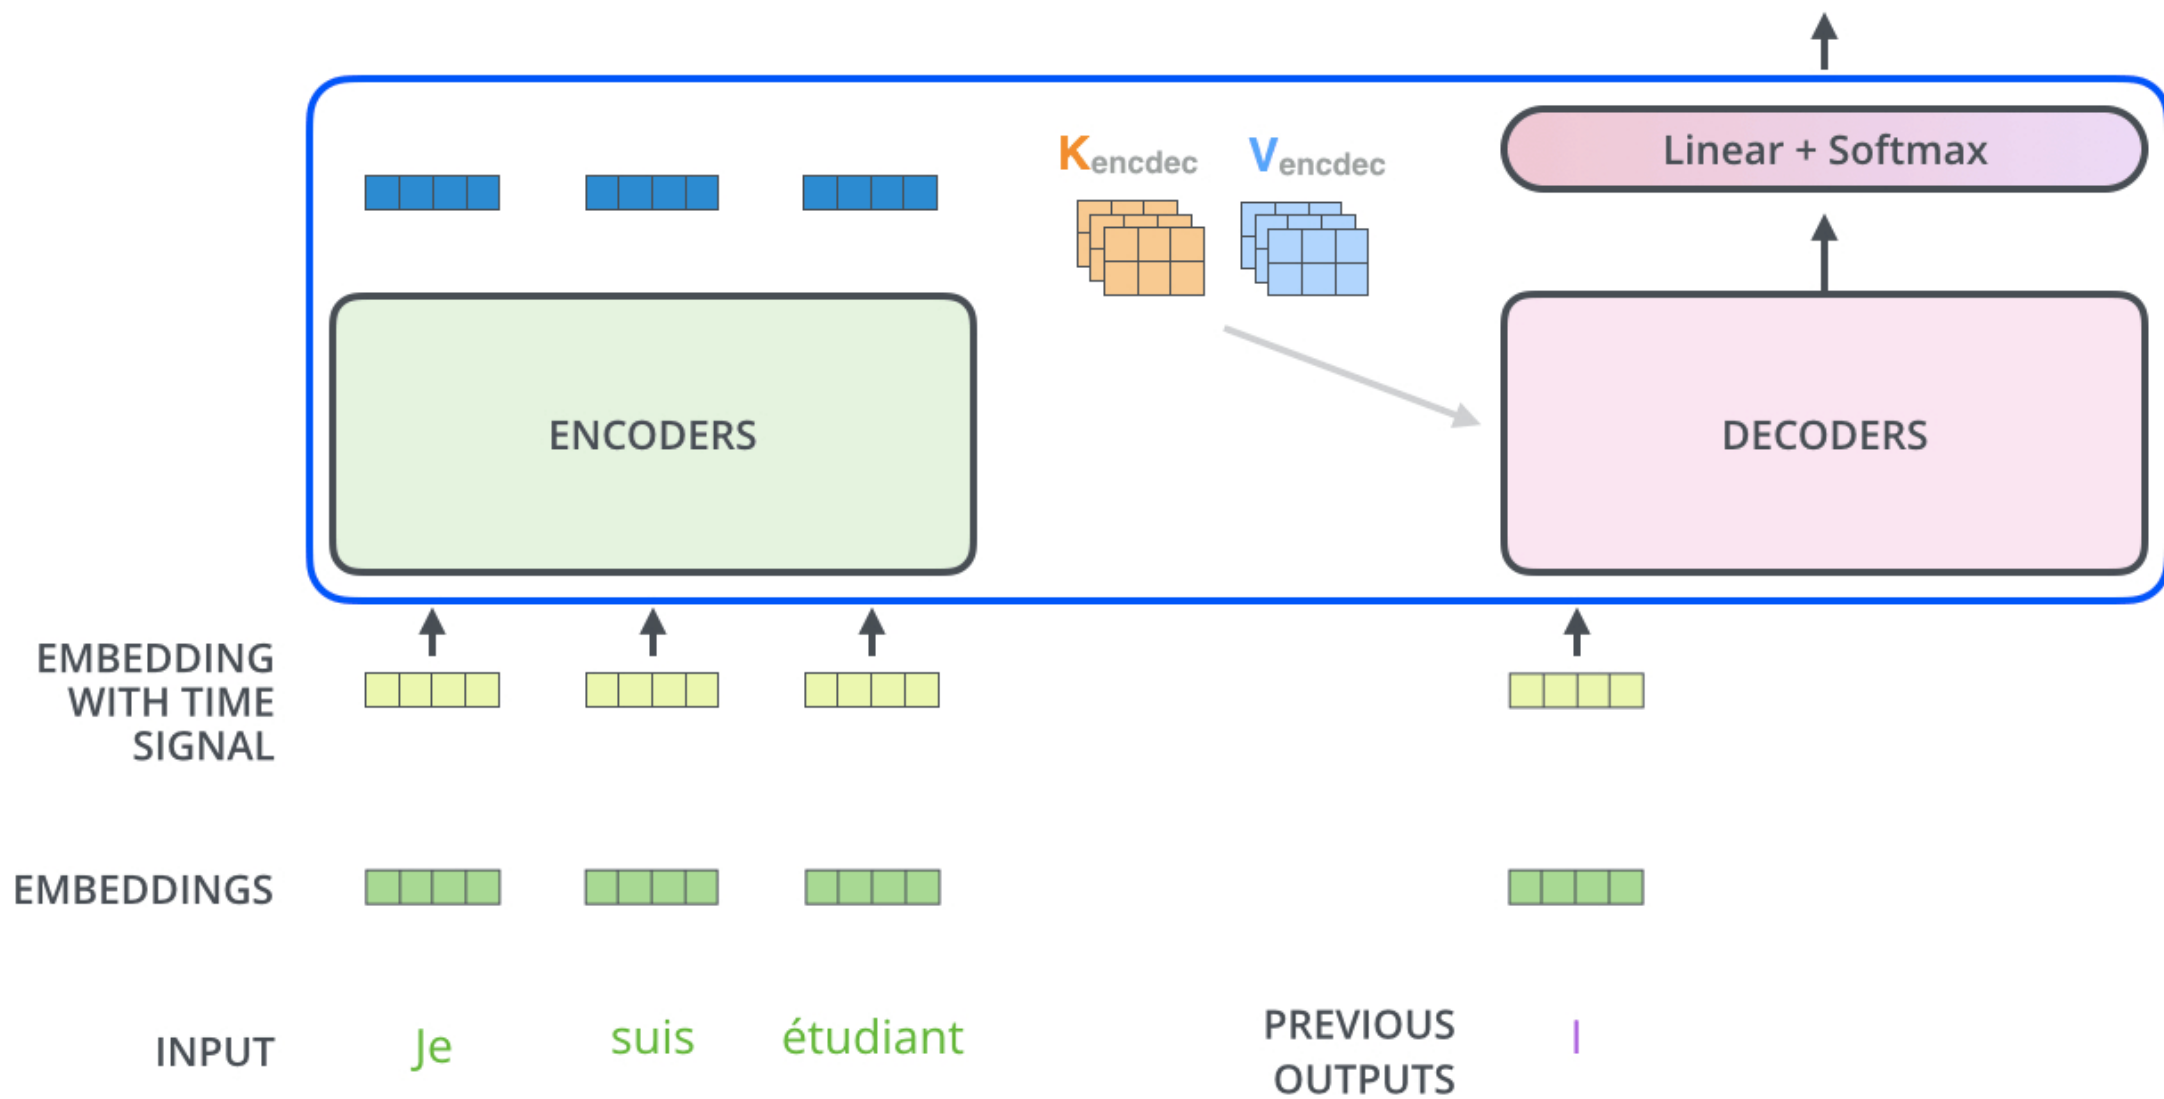 Kencdec
Vencdec
Linear + Softmax
ENCODERS
DECODERS
EMBEDDING
WITH TIME
SIGNAL
EMBEDDINGS
INPUT
Je
suis
étudiant
PREVIOUS
OUTPUTS
I